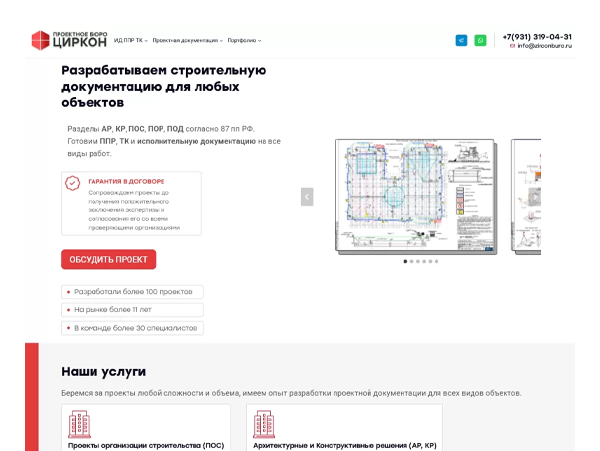 ПРОЕКТНОЕ БЮРО
ЦИРКОН
ИД ППР ТК
Проектная документация
Портфолио
+7(931) 319-04-31
info@zirconburo.ru
Разрабатываем строительную
документацию для любых
объектов
Разделы АР, КР, ПОС, ПОР, ПОД согласно 87 пп РФ.
Готовим ППР, ТК и исполнительную документацию на все
виды работ.
ГАРАНТИЯ В ДОГОВОРЕ
Сопровождаем проекты до
получения положительного
заключения экспертизы и
согласования его со всеми
проверяющими организациями
ОБСУДИТЬ ПРОЕКТ
Разработали более 100 проектов
На рынке более 11 лет
В команде более 30 специалистов
Наши услуги
Беремся за проекты любой сложности и объема, имеем опыт разработки проектной документации для всех видов объектов.
Проекты организации строительства (ПОС)
Архитектурные и Конструктивные решения (АР, КР)